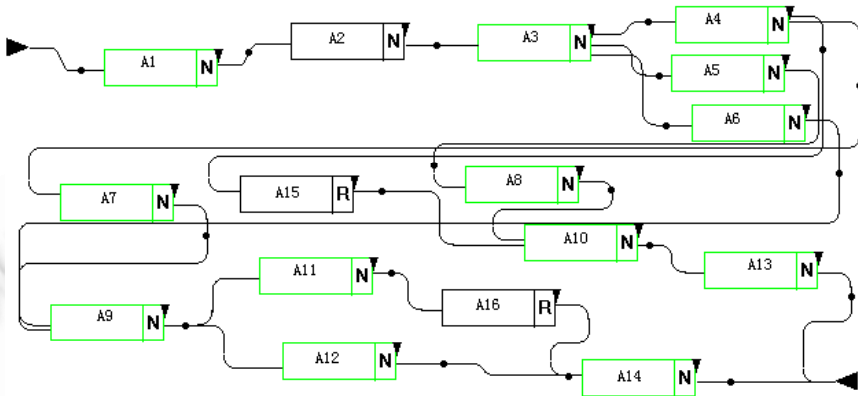 A1 N
A2 N
A3 N
A4 N
A5 N
A6 N
A7 N
A15 R
A8 N
A10 N
A13 N
A11 N
A16 R
A9 N
A12 N
A14 N